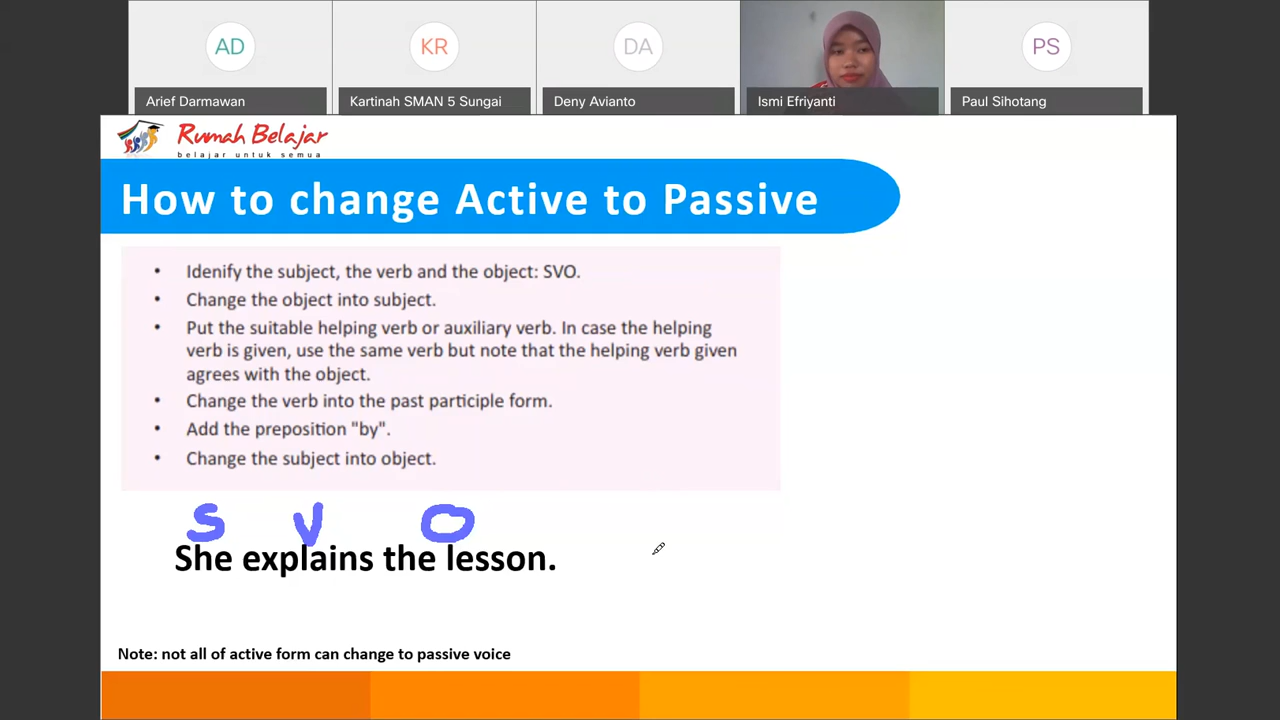 AD
KR
DA
PS
Arief Darmawan
Kartinah SMAN 5 Sungai
Deny Avianto
Ismi Efriyanti
Paul Sihotang
Rumah Belajar
belajar untuk semua
How to change Active to Passive
• Idenify the subject, the verb and the object: SVO.
• Change the object into subject.
• Put the suitable helping verb or auxiliary verb. In case the helping
verb is given, use the same verb but note that the helping verb given
agrees with the object.
• Change the verb into the past participle form.
• Add the preposition "by".
• Change the subject into object.
S V O
She explains the lesson.
Note: not all of active form can change to passive voice